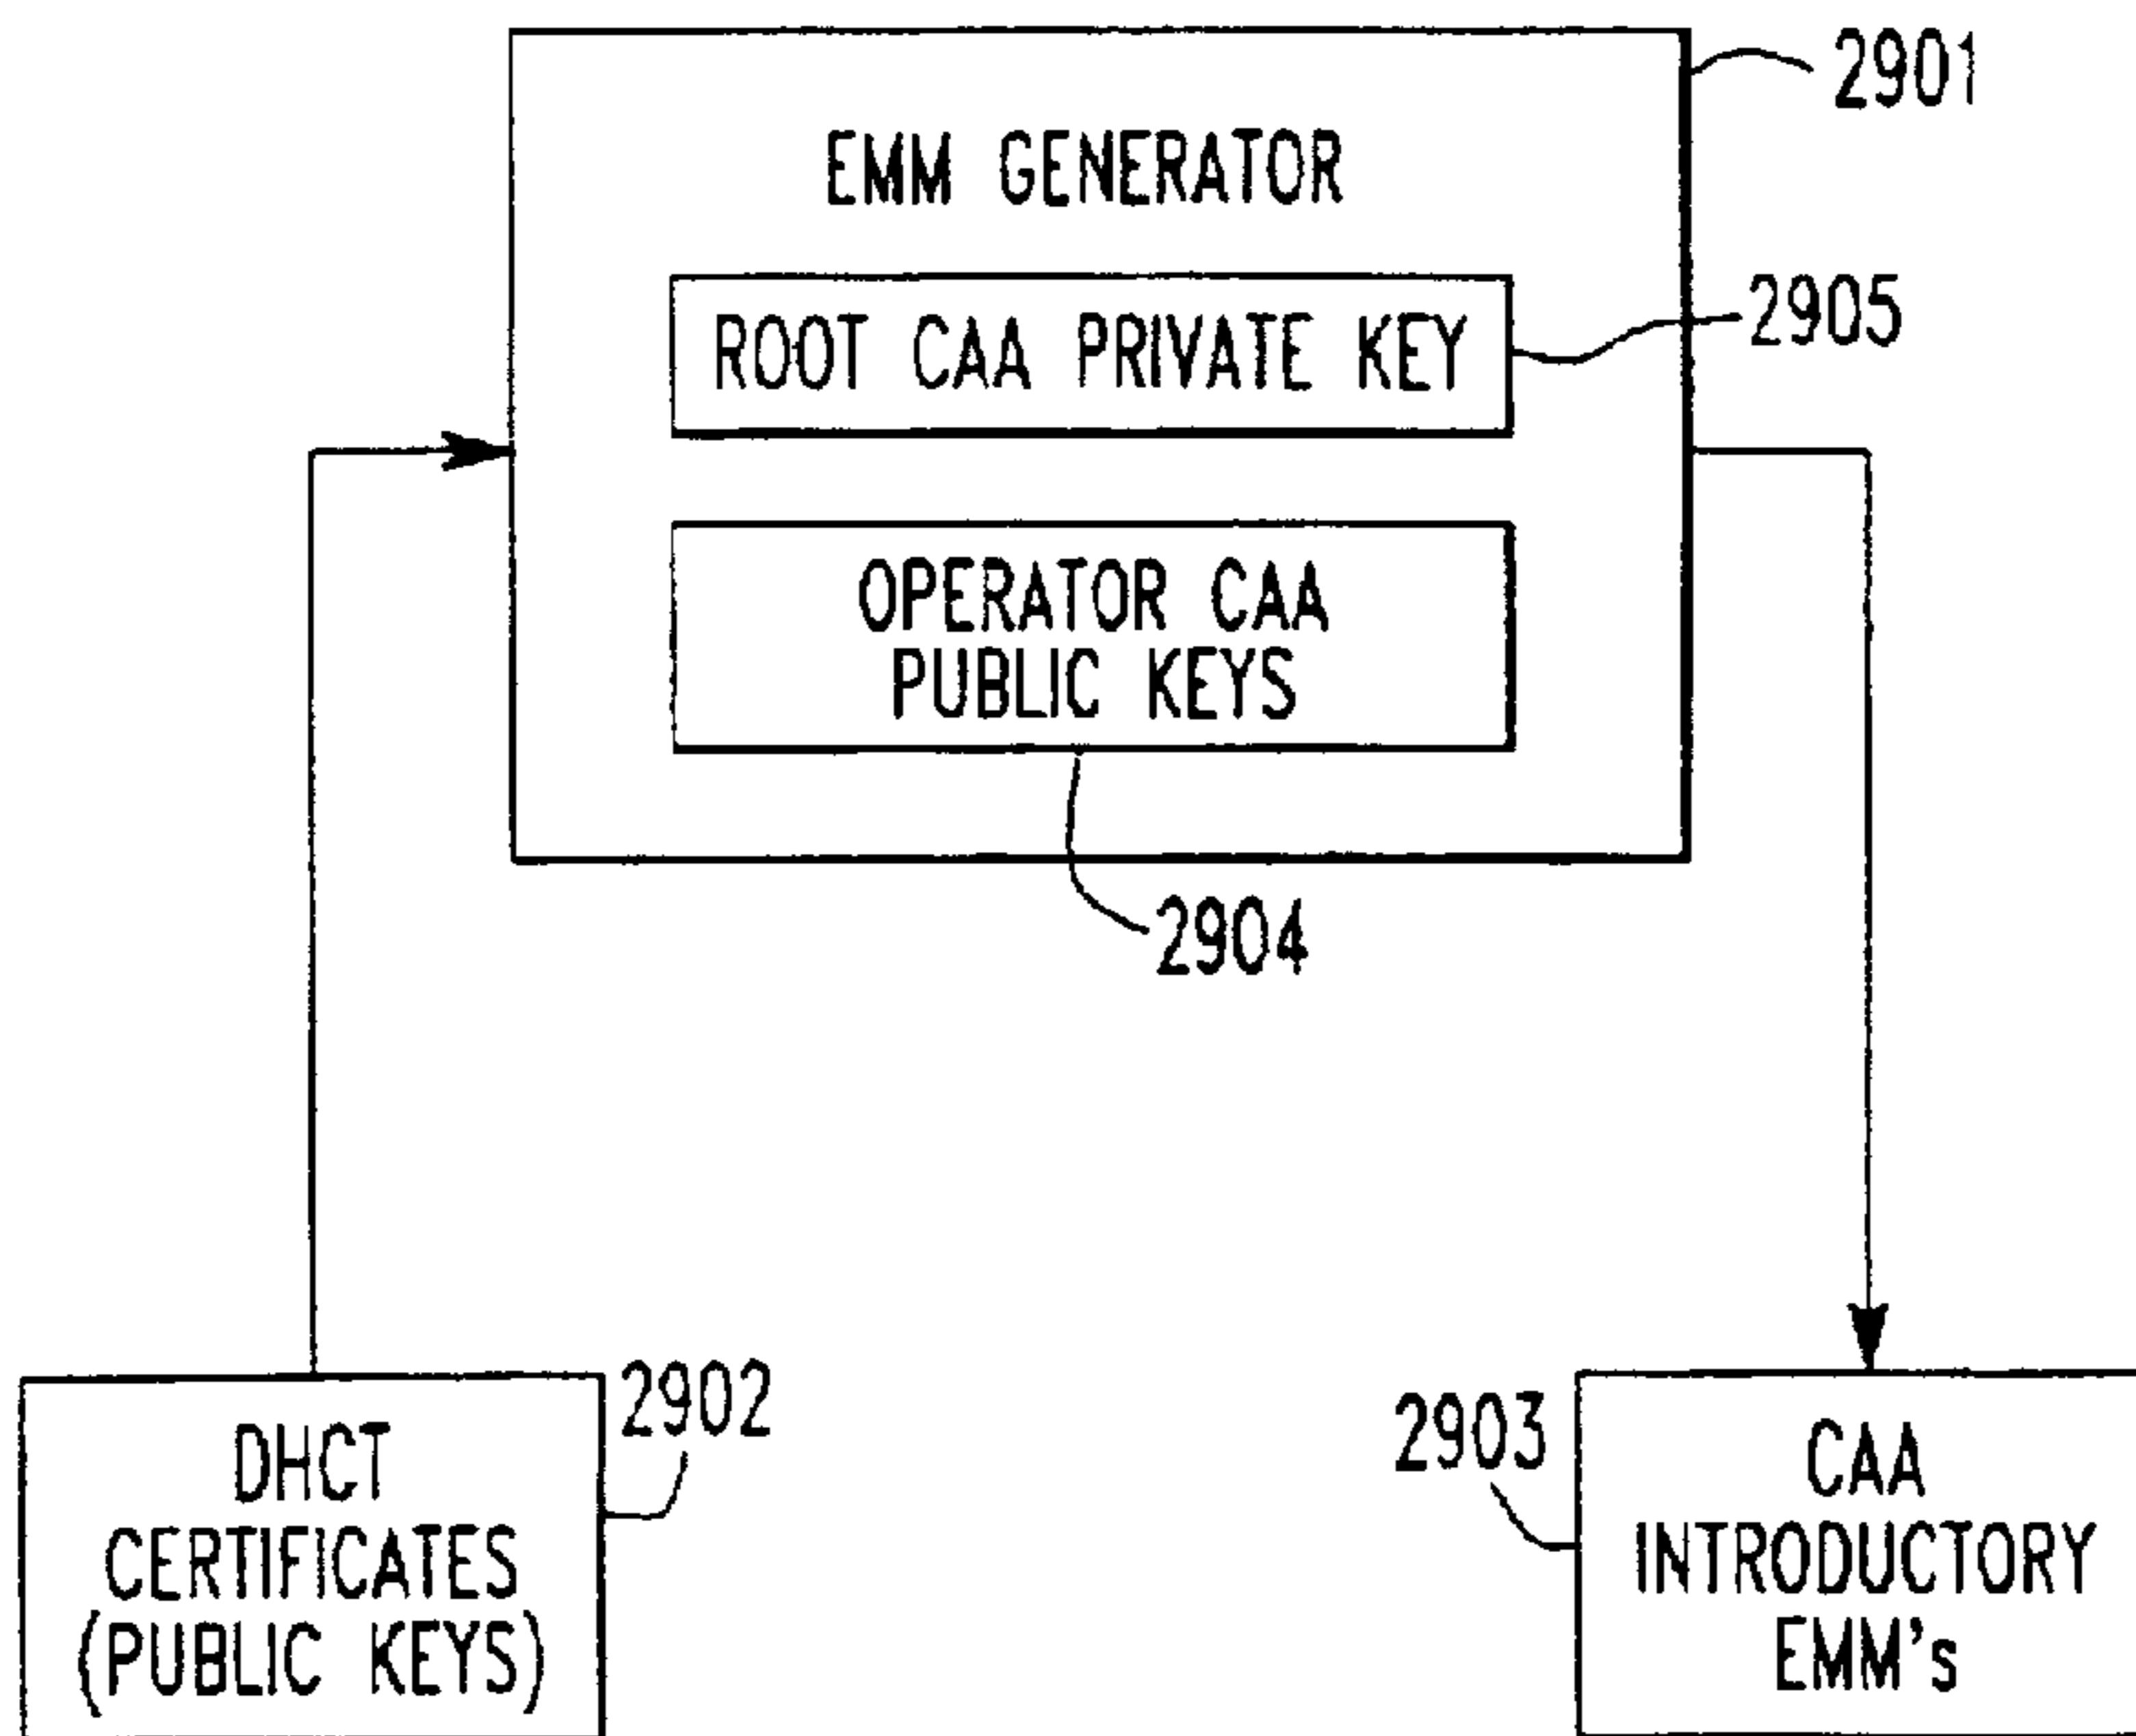 2901
EMM GENERATOR
ROOT CAA PRIVATE KEY
2905
OPERATOR CAA
PUBLIC KEYS
2904
DHCT
CERTIFICATES
(PUBLIC KEYS)
2902
2903
CAA
INTRODUCTORY
EMM's